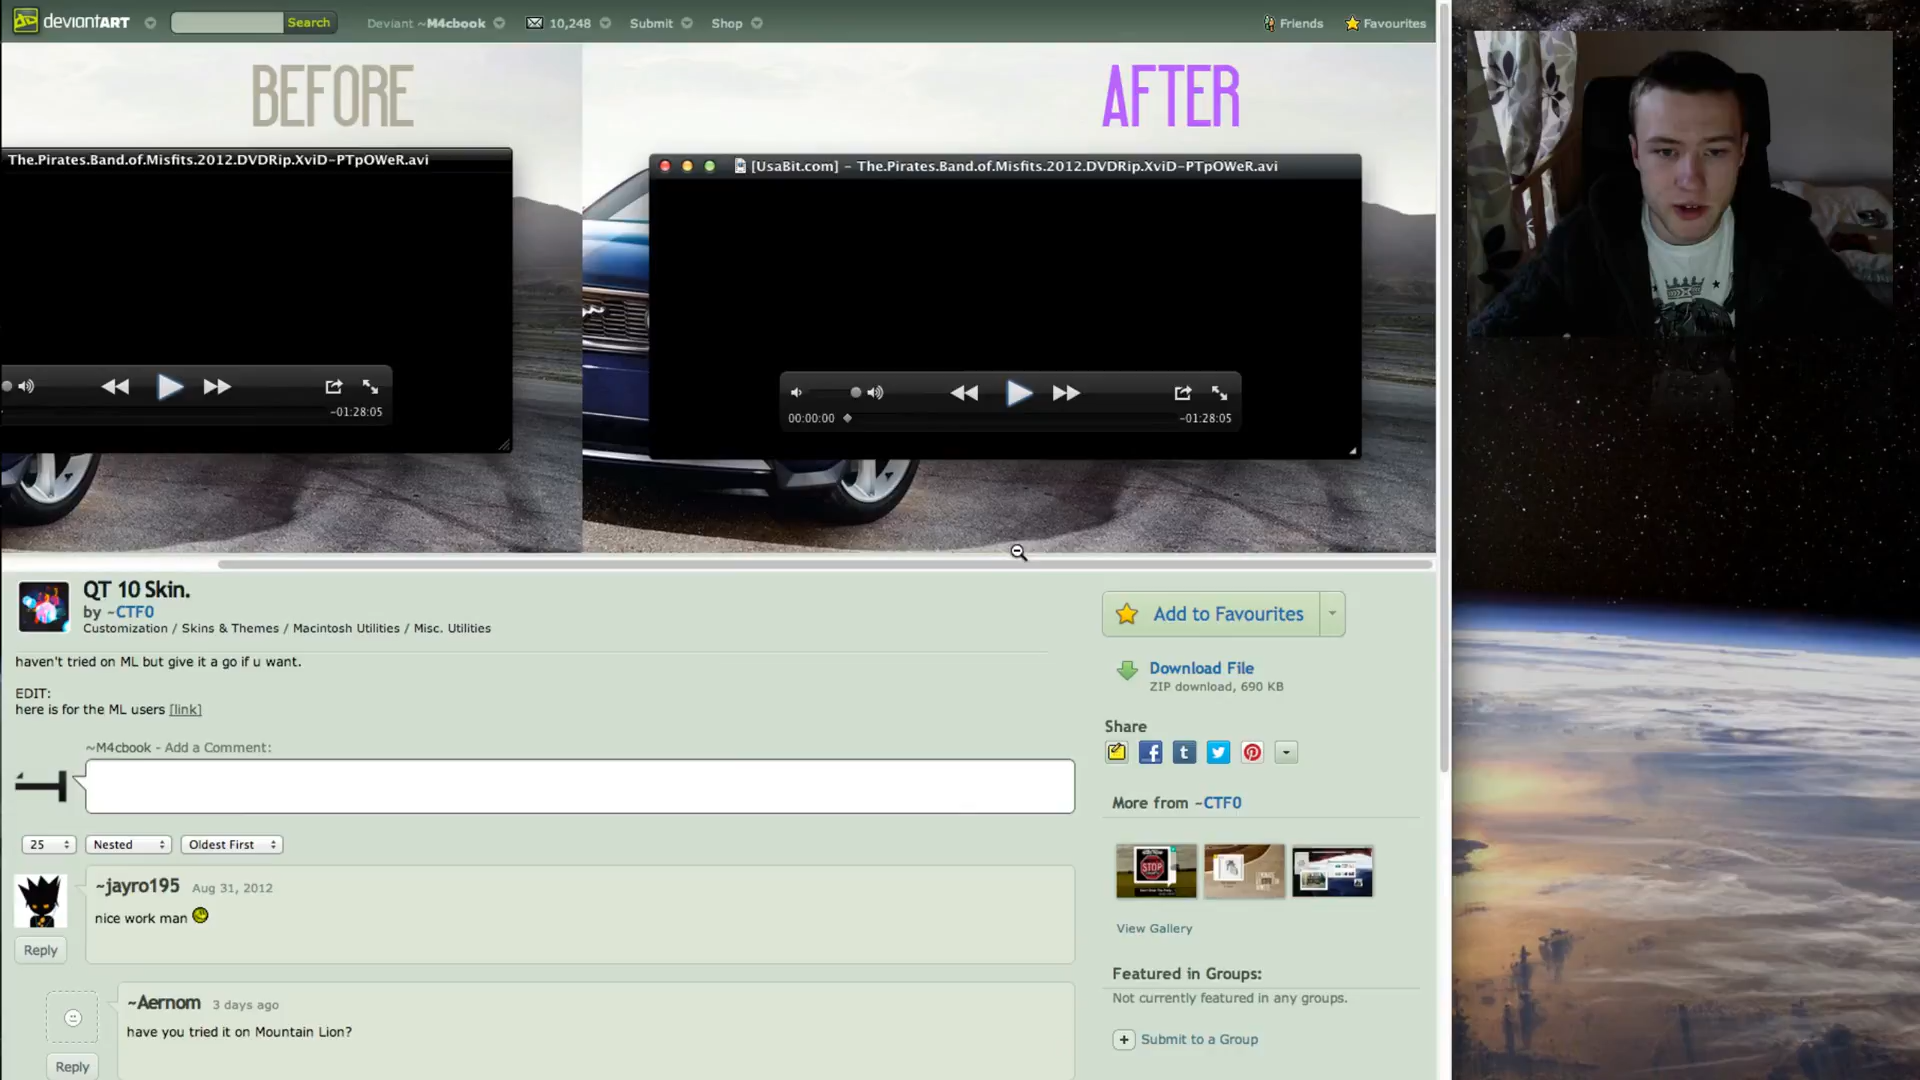 deviantART
Search
Deviant ~M4cbook
10,248
Submit
Shop
Friends
Favourites
BEFORE
AFTER
The.Pirates.Band.of.Misfits.2012.DVDRip.XviD-PTpOWeR.avi
[UsaBit.com] - The.Pirates.Band.of.Misfits.2012.DVDRip.XviD-PTpOWeR.avi
-01:28:05
00:00:00
-01:28:05
QT 10 Skin.
by ~CTF0
Customization / Skins & Themes / Macintosh Utilities / Misc. Utilities
haven't tried on ML but give it a go if u want.
EDIT:
here is for the ML users [link]
~M4cbook - Add a Comment:
25
Nested
Oldest First
~jayro195 Aug 31, 2012
nice work man
Reply
~Aernom 3 days ago
have you tried it on Mountain Lion?
Reply
Add to Favourites
Download File
ZIP download, 690 KB
Share
More from ~CTF0
STOP
View Gallery
Featured in Groups:
Not currently featured in any groups.
Submit to a Group